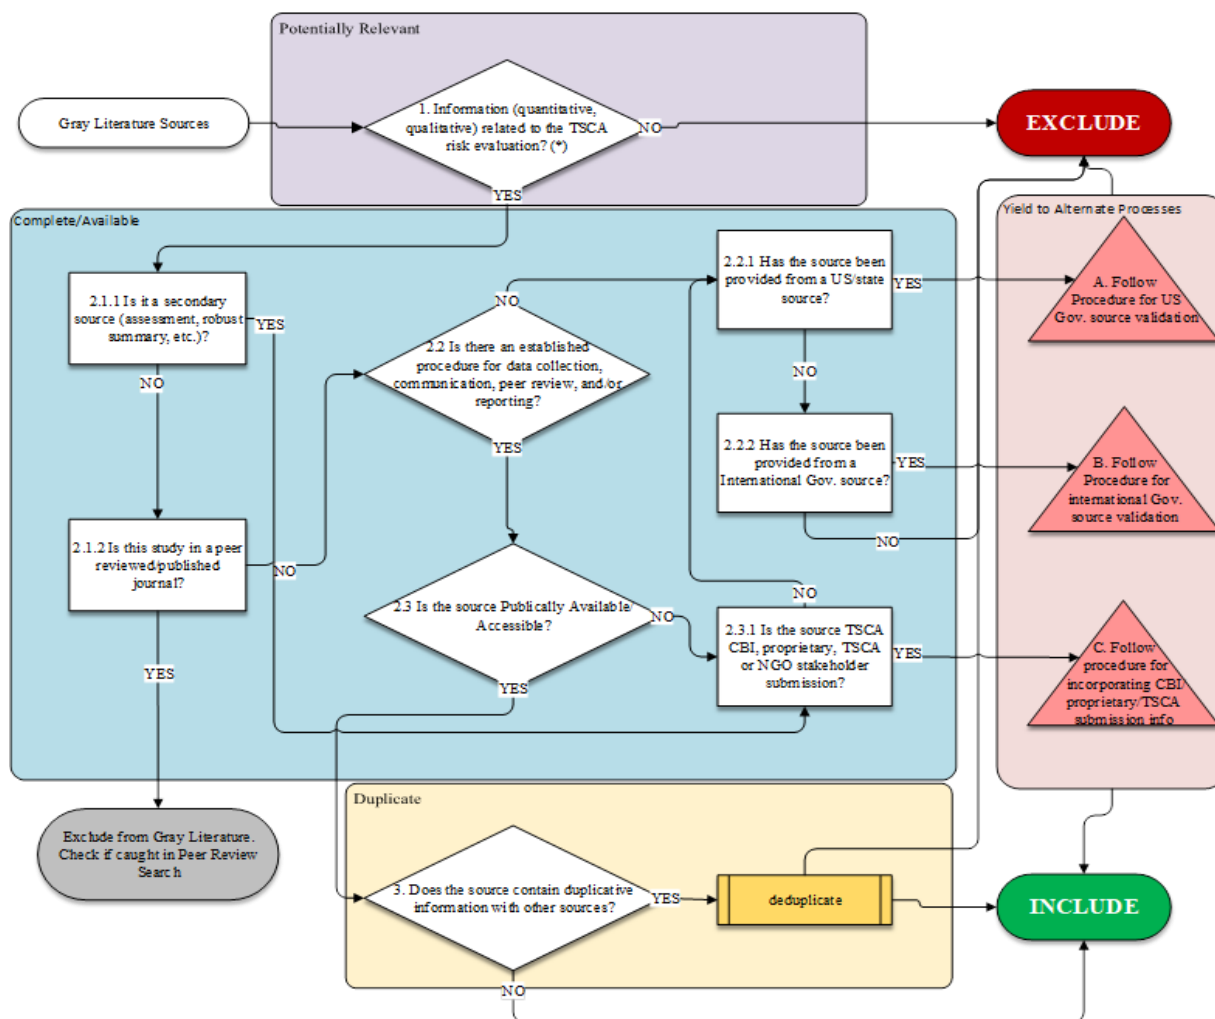 Potentially Relevant
Gray Literature Sources
1. Information (quantitative,
qualitative) related to the TSCA
risk evaluation? (*)
NO
EXCLUDE
YES
Complete/Available
Yield to Alternate Processes
2.1.1 Is it a secondary
source (assessment, robust
summary, etc.)?
YES
NO
2.2.1 Has the source been
provided from a US/state
source?
YES
A. Follow
Procedure for US
Gov. source validation
NO
2.2 Is there an established
procedure for data collection,
communication, peer review, and/or
reporting?
NO
YES
2.2.2 Has the source been
provided from a
International Gov. source?
YES
B. Follow
Procedure for
international Gov.
source validation
NO
2.1.2 Is this study in a peer
reviewed/published
journal?
NO
YES
2.3 Is the source Publically Available/
Accessible?
NO
YES
NO
2.3.1 Is the source TSCA
CBI, proprietary, TSCA
or NGO stakeholder
submission?
YES
C. Follow
procedure for
incorporating CBI/
proprietary/TSCA
submission info
Exclude from Gray Literature.
Check if caught in Peer Review
Search
Duplicate
3. Does the source contain duplicative
information with other sources?
YES
deduplicate
INCLUDE
NO